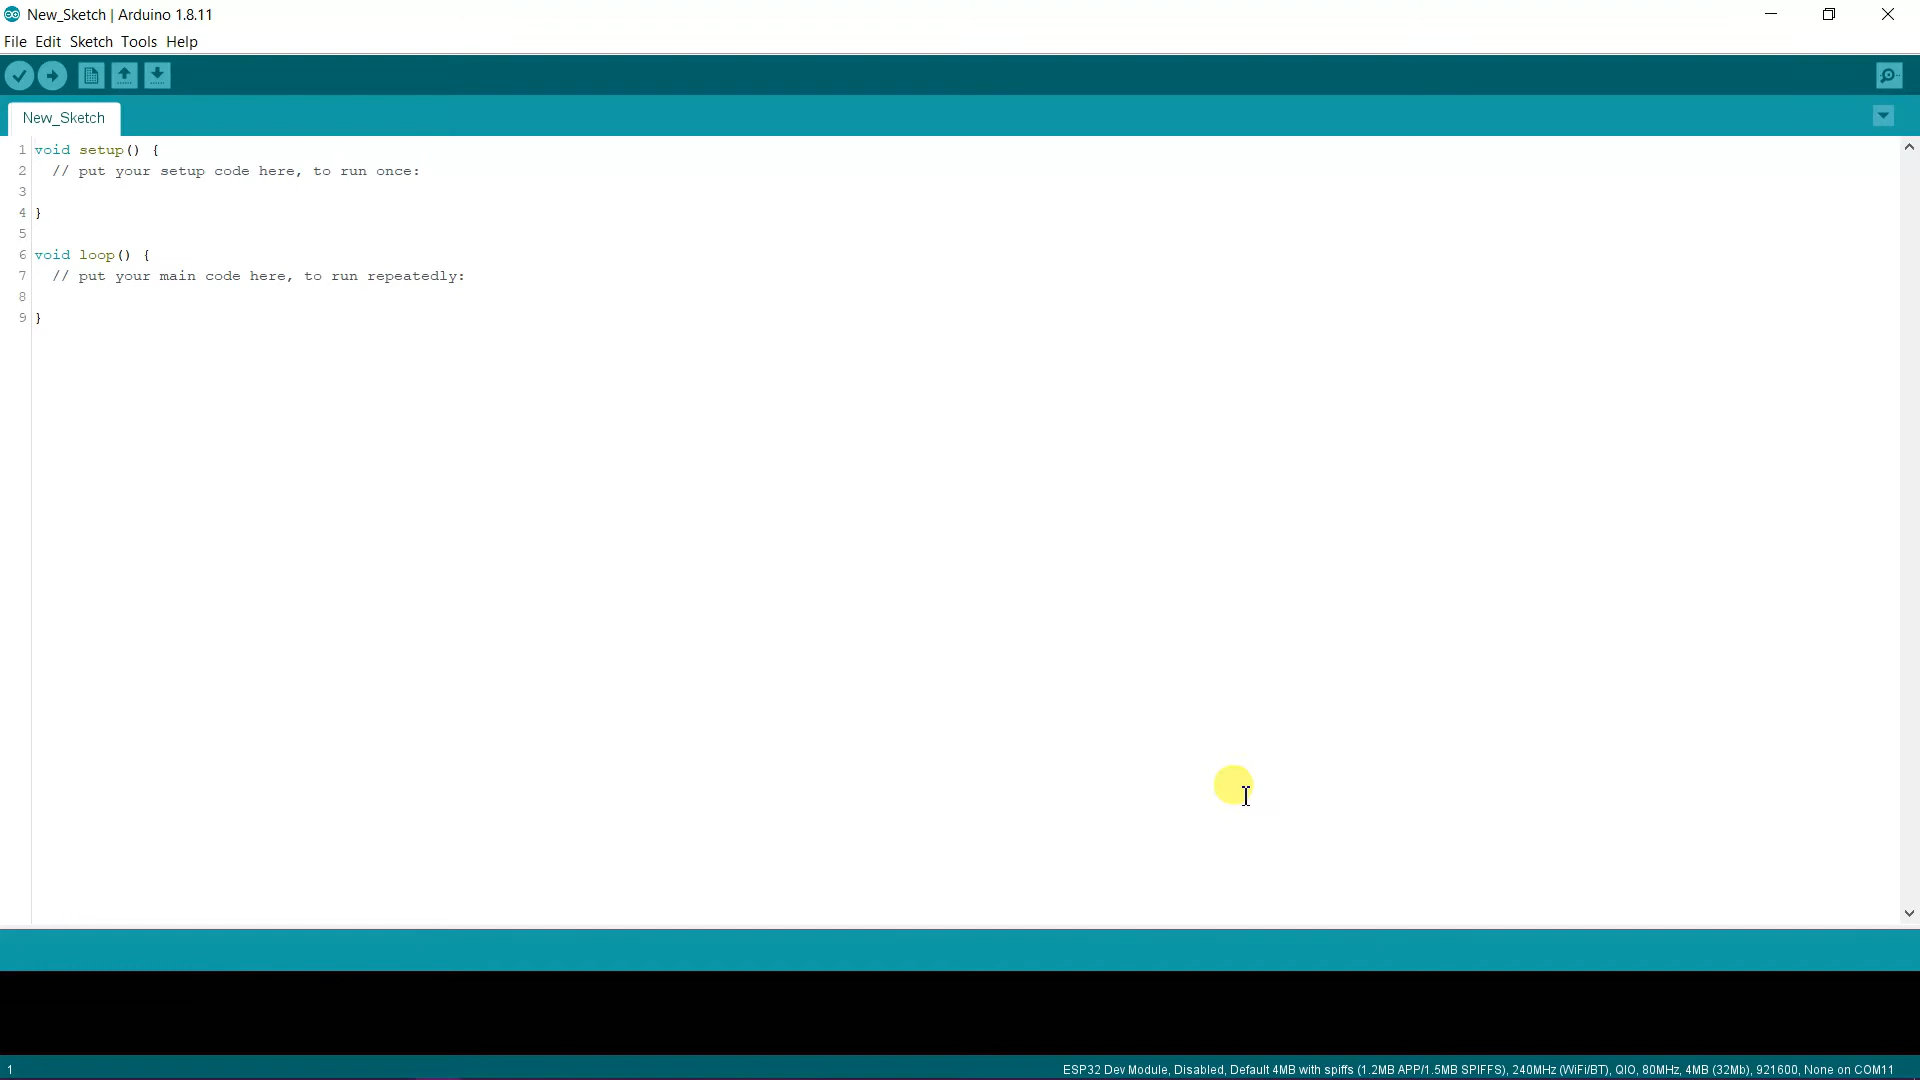 New_Sketch | Arduino 1.8.11
File Edit Sketch Tools Help
New_Sketch
1 void setup() {
2 // put your setup code here, to run once:
3
4 }
5
6 void loop() {
7 // put your main code here, to run repeatedly:
8
9 }
1 ESP32 Dev Module, Disabled, Default 4MB with spiffs (1.2MB APP/1.5MB SPIFFS), 240MHz (WiFi/BT), QIO, 80MHz, 4MB (32Mb), 921600, None on COM11